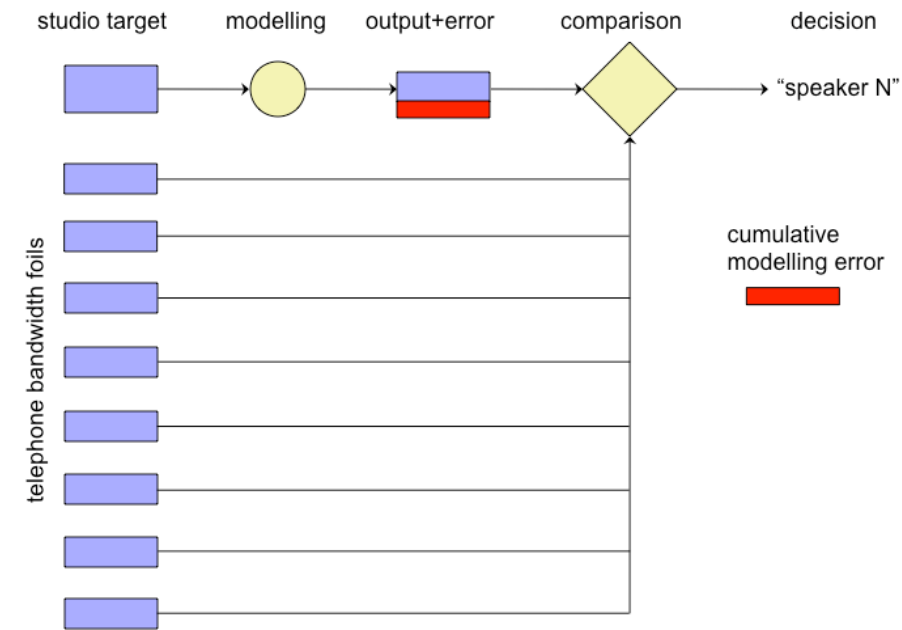 studio target
modelling
output+error
comparison
decision
“speaker N”
telephone bandwidth foils
cumulative
modelling error